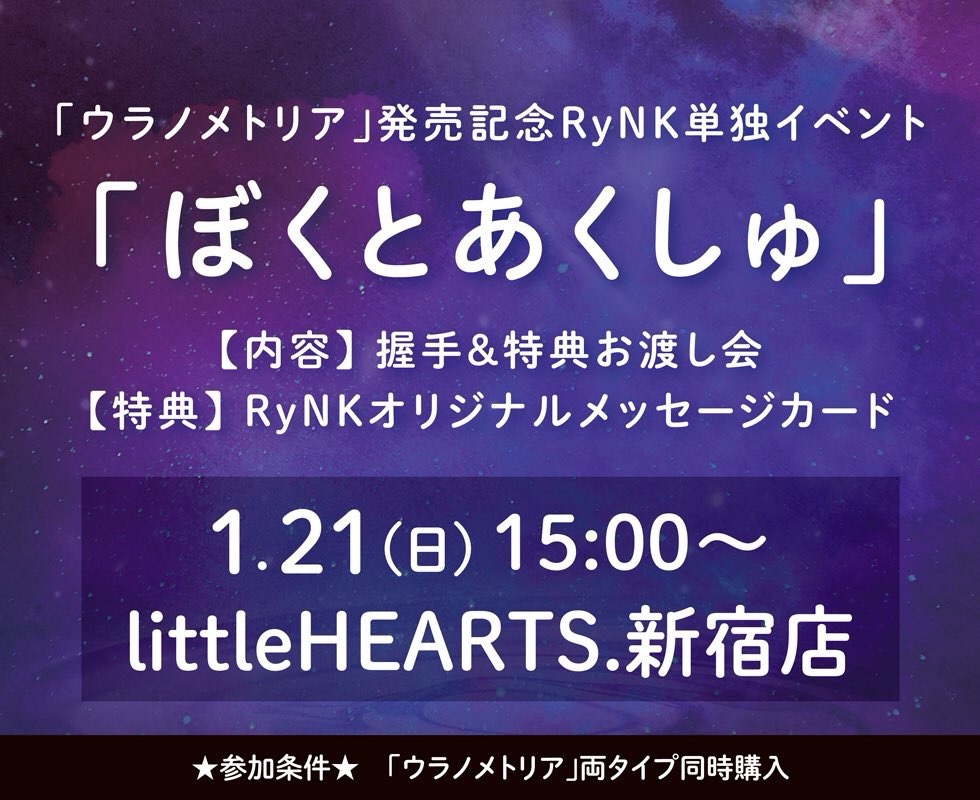 「ウラノメトリア」発売記念RyNK単独イベント
「ぼくとあくしゅ」
【内容】握手&特典お渡し会
【特典】RyNKオリジナルメッセージカード
1.21(日) 15:00〜
littleHEARTS.新宿店
★参加条件★ 「ウラノメトリア」両タイプ同時購入